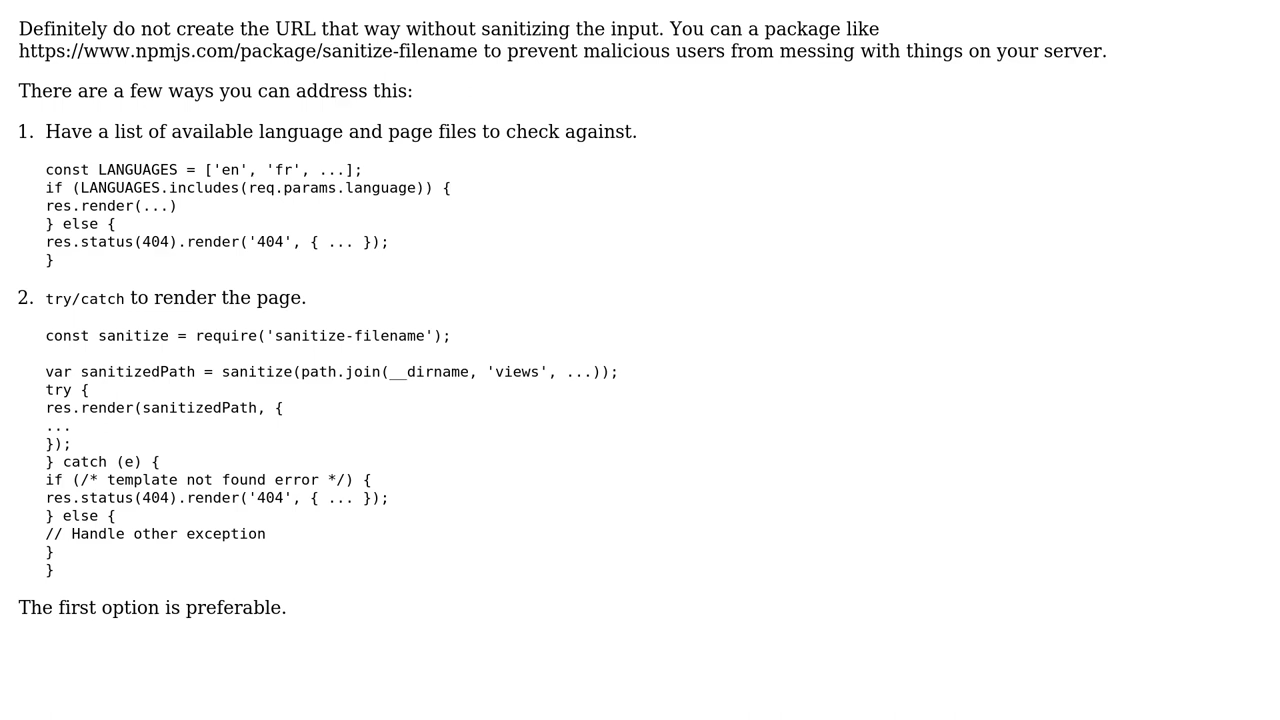 Definitely do not create the URL that way without sanitizing the input. You can a package like
https://www.npmjs.com/package/sanitize-filename to prevent malicious users from messing with things on your server.
There are a few ways you can address this:
1. Have a list of available language and page files to check against.
const LANGUAGES = ['en', 'fr', ...];
if (LANGUAGES.includes(req.params.language)) {
res.render(...)
} else {
res.status(404).render('404', { ... });
}
2. try/catch to render the page.
const sanitize = require('sanitize-filename');
var sanitizedPath = sanitize(path.join(__dirname, 'views', ...));
try {
res.render(sanitizedPath, {
...
});
} catch (e) {
if (/* template not found error */) {
res.status(404).render('404', { ... });
} else {
// Handle other exception
}
}
The first option is preferable.